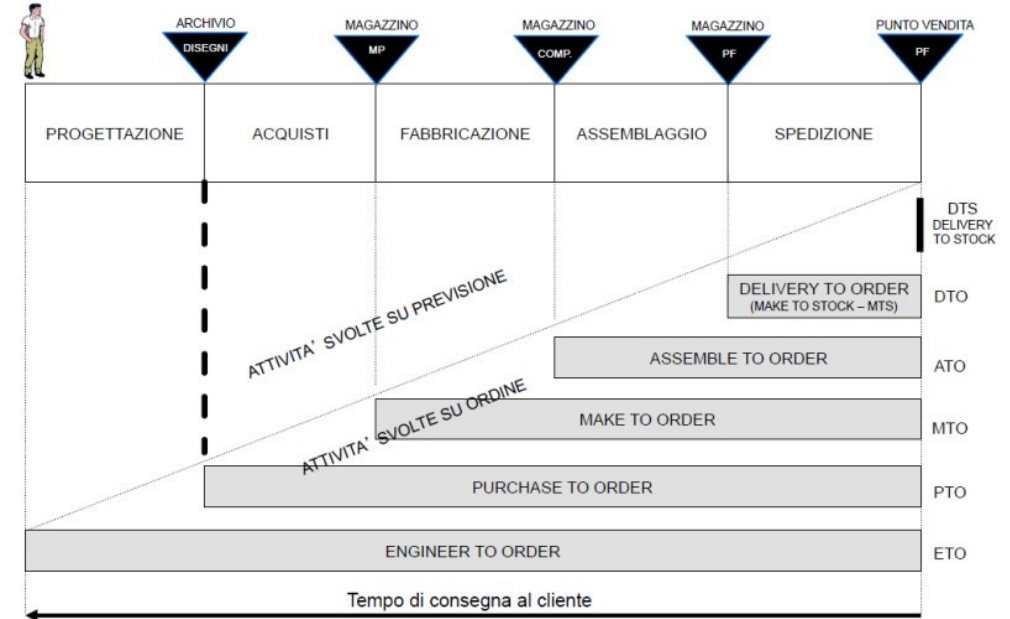 ARCHIVIO
DISEGNI
MAGAZZINO
MP
MAGAZZINO
COMP.
MAGAZZINO
PF
PUNTO VENDITA
PF
PROGETTAZIONE
ACQUISTI
FABBRICAZIONE
ASSEMBLAGGIO
SPEDIZIONE
DTS
DELIVERY
TO STOCK
ATTIVITA' SVOLTE SU PREVISIONE
DELIVERY TO ORDER
(MAKE TO STOCK – MTS)
DTO
ASSEMBLE TO ORDER
ATO
ATTIVITA' SVOLTE SU ORDINE
MAKE TO ORDER
MTO
PURCHASE TO ORDER
PTO
ENGINEER TO ORDER
ETO
Tempo di consegna al cliente